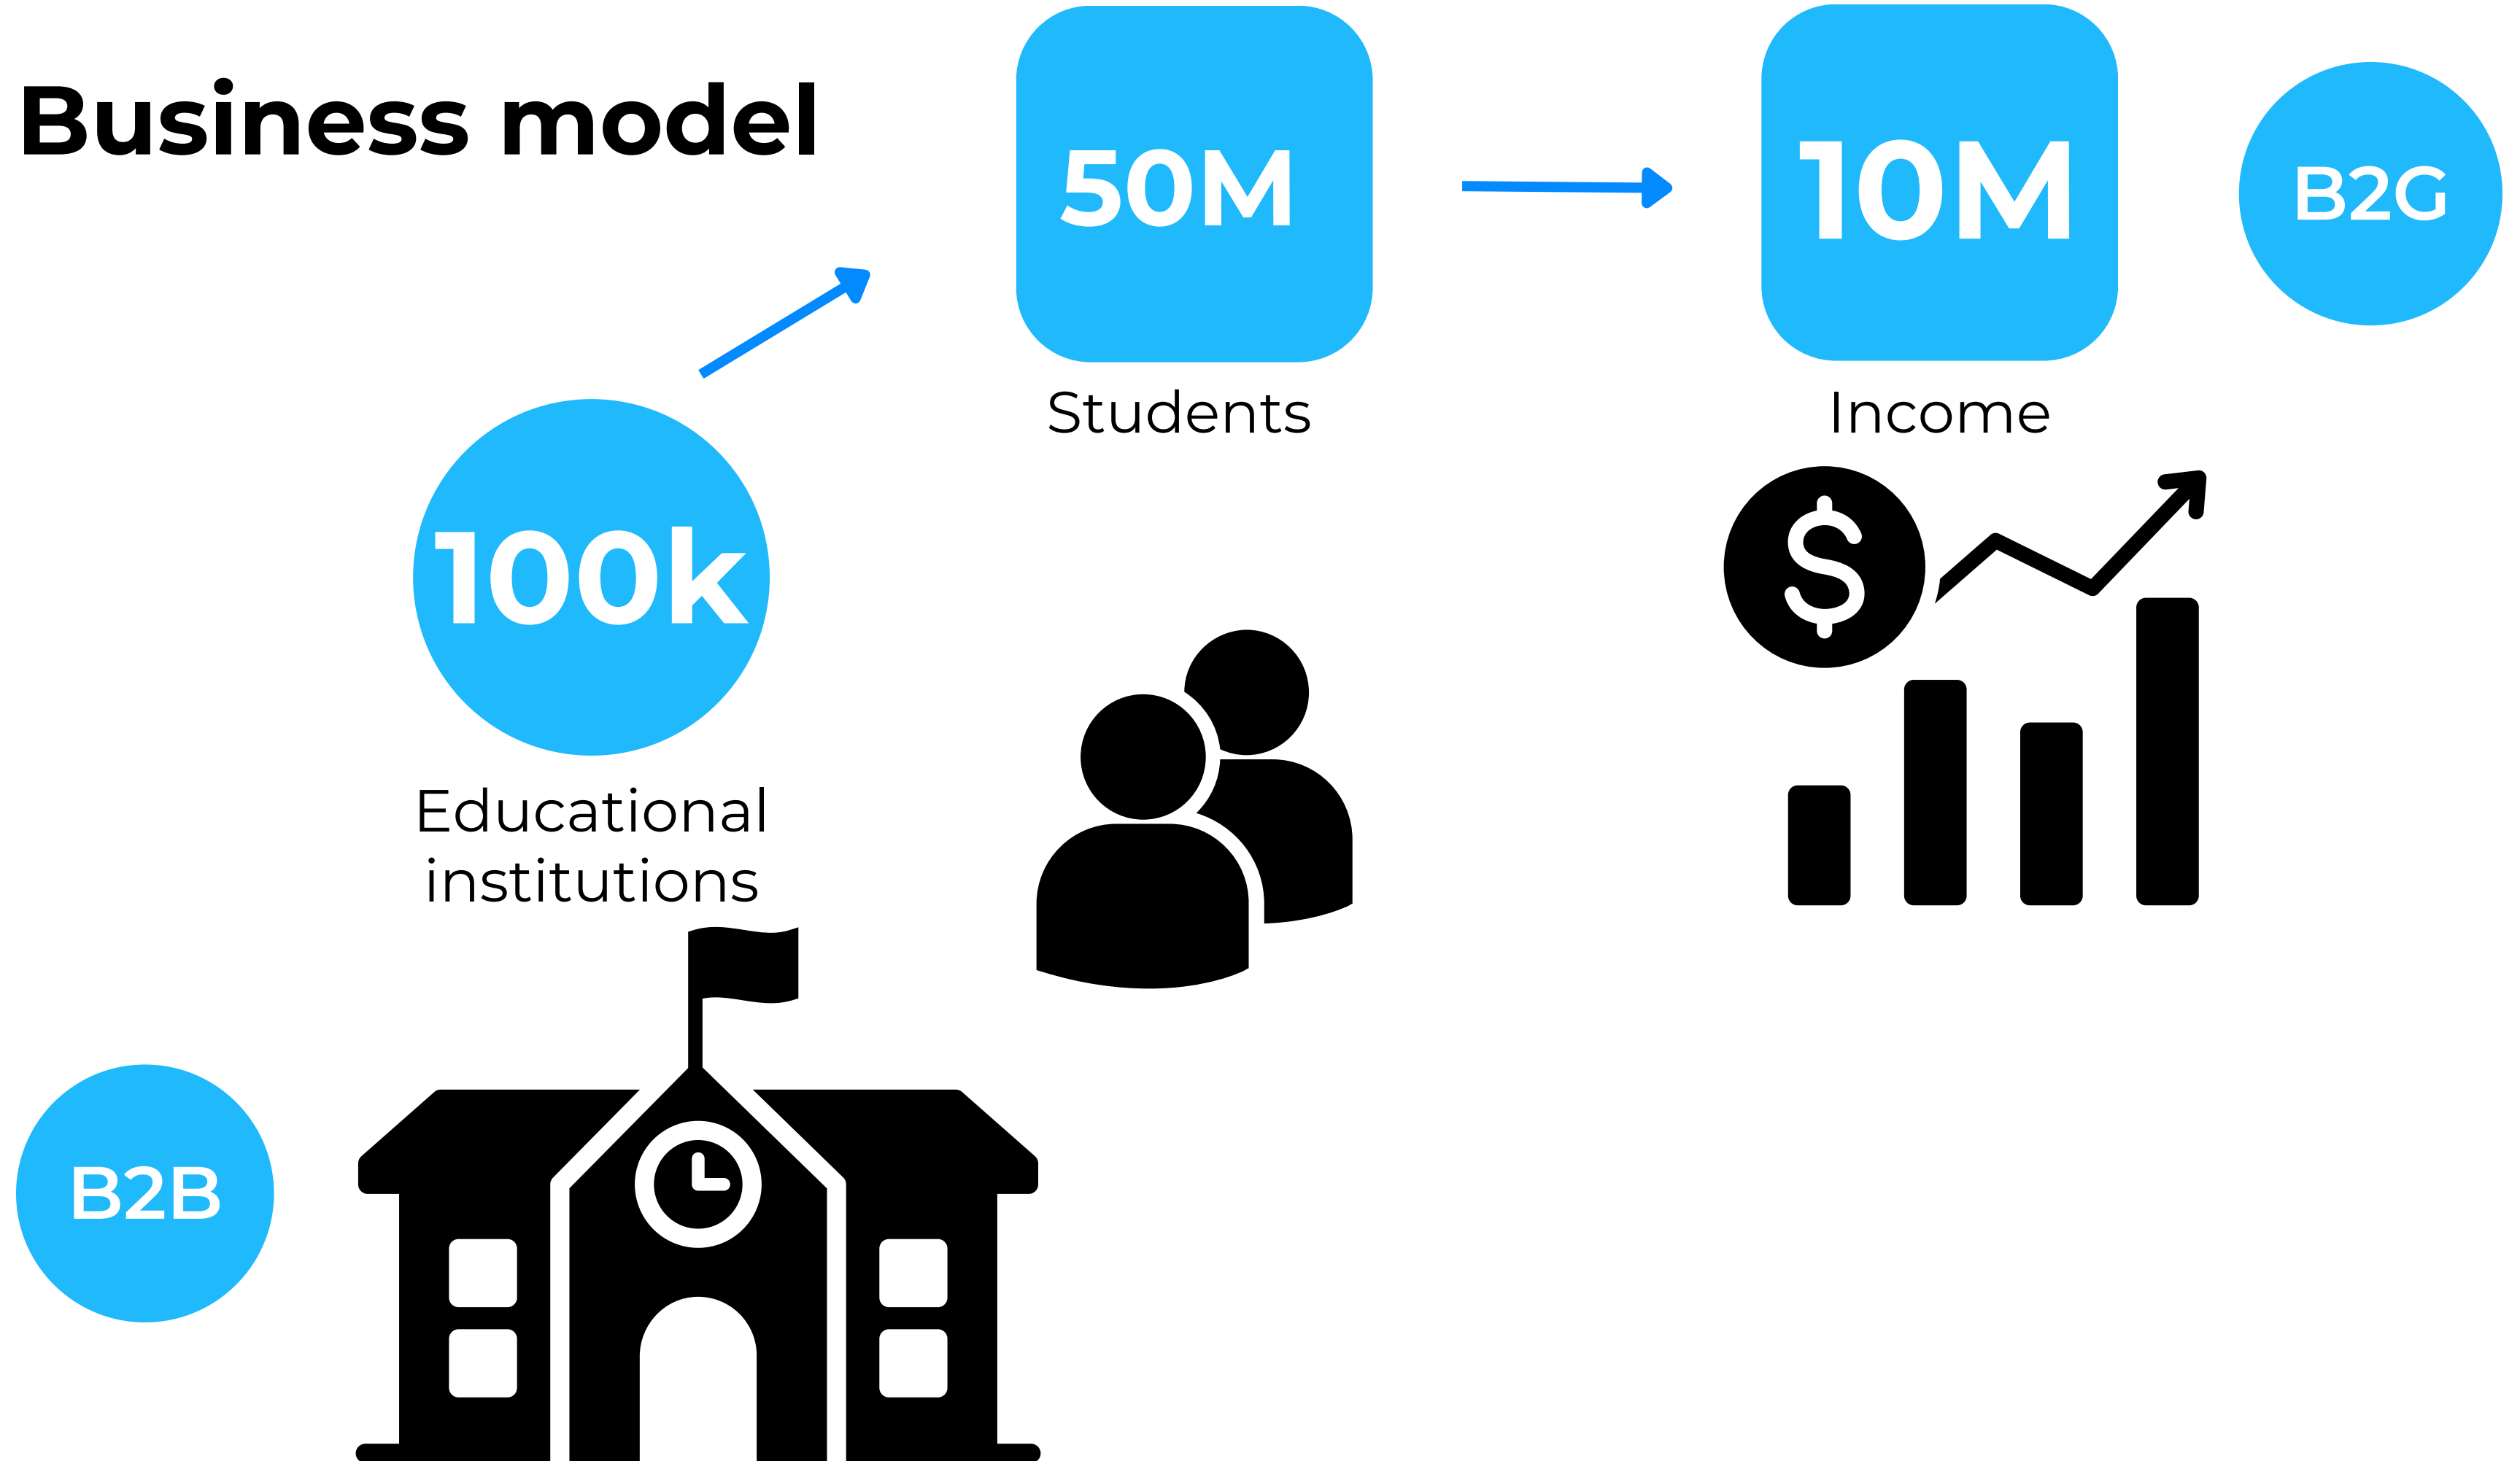 Business model
50M
10M
B2G
Students
Income
100k
Educational
institutions
B2B